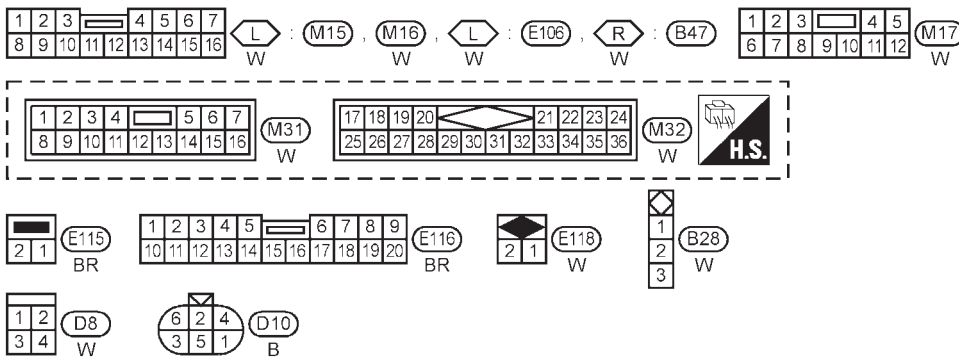 1 2 3 4 5 6 7
8 9 10 11 12 13 14 15 16
L : M15 , M16 , L : E106 , R : B47
W W W W
1 2 3 4 5
6 7 8 9 10 11 12
M17
W
1 2 3 4 5 6 7
8 9 10 11 12 13 14 15 16
M31
W
17 18 19 20 21 22 23 24
25 26 27 28 29 30 31 32 33 34 35 36
M32
W
H.S.
2 1
E115
BR
1 2 3 4 5 6 7 8 9
10 11 12 13 14 15 16 17 18 19 20
E116
BR
2 1
E118
W
1
2
3
B28
W
1 2
3 4
D8
W
6 2 4
3 5 1
D10
B